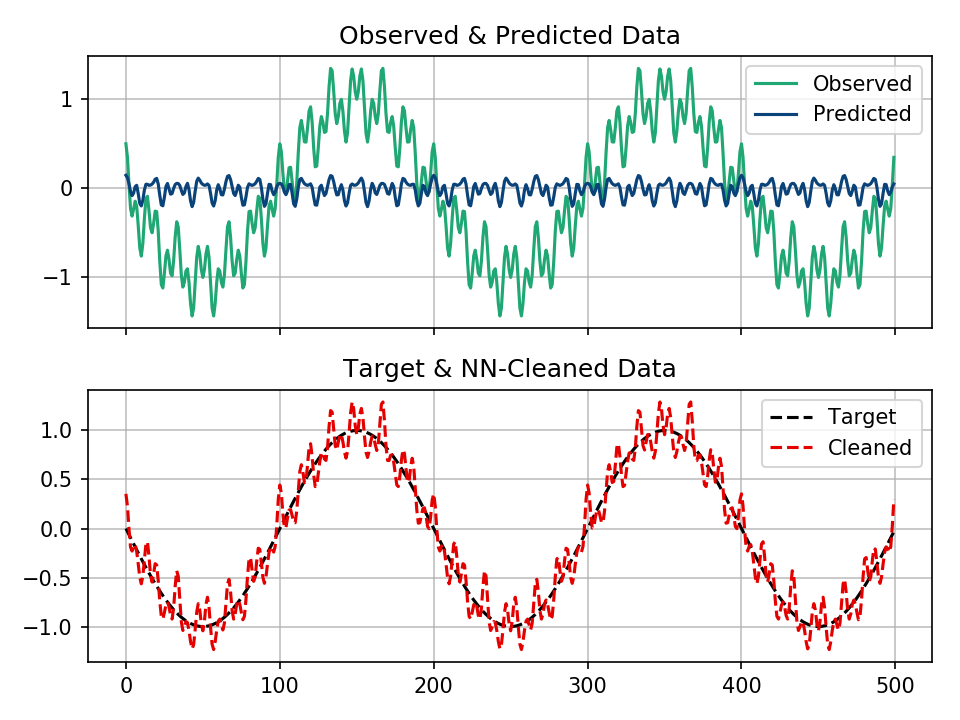 Observed & Predicted Data
Observed
Predicted
1
0
−1
Target & NN-Cleaned Data
Target
Cleaned
1.0
0.5
0.0
−0.5
−1.0
0 100 200 300 400 500